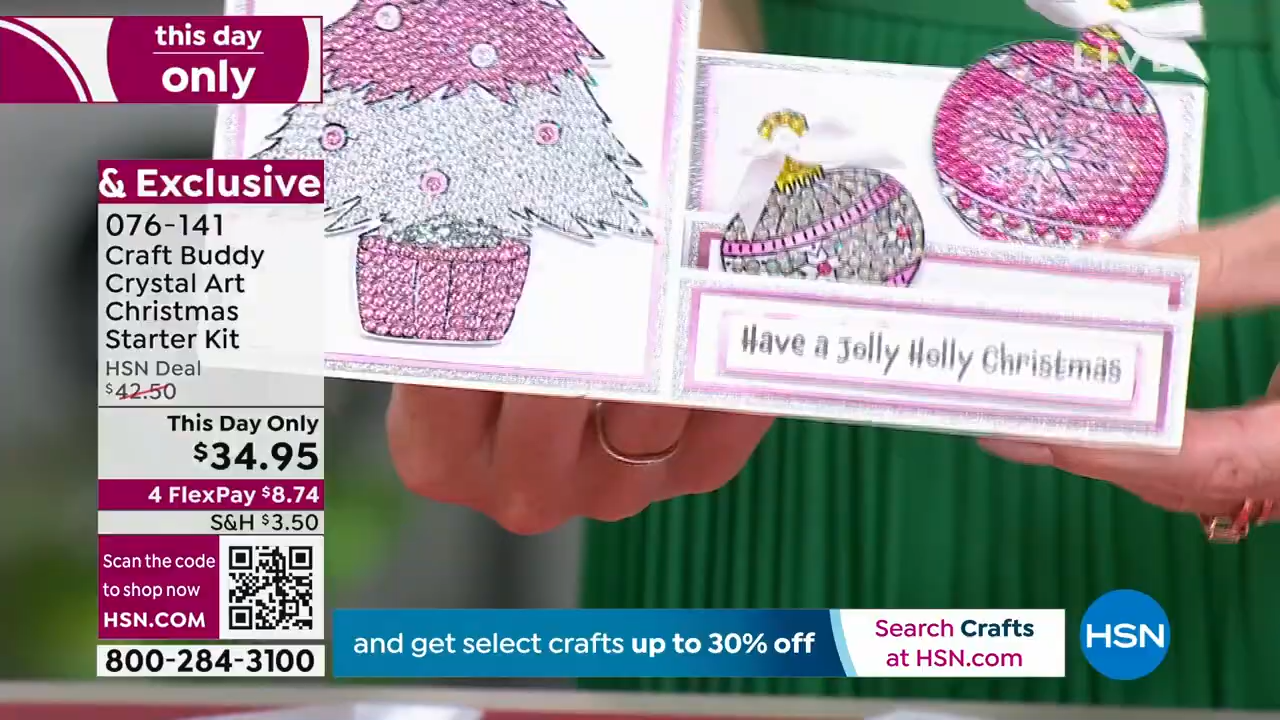 this day
only
& Exclusive
076-141
Craft Buddy
Crystal Art
Christmas
Starter Kit
HSN Deal
$42.50
This Day Only
$34.95
4 FlexPay $8.74
S&H $3.50
Scan the code
to shop now
HSN.COM
800-284-3100
LIVE
Have a Jolly Holly Christmas
and get select crafts up to 30% off
Search Crafts
at HSN.com
HSN